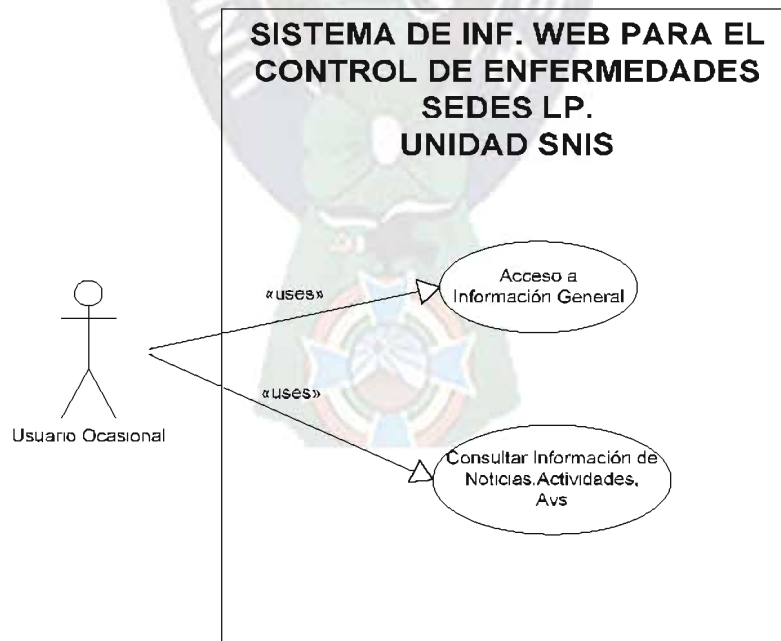 SISTEMA DE INF. WEB PARA EL
CONTROL DE ENFERMEDADES
SEDES LP.
UNIDAD SNIS
«uses»
Acceso a
Información General
«uses»
Usuario Ocasional
Consultar Información de
Noticias,Actividades,
Avs